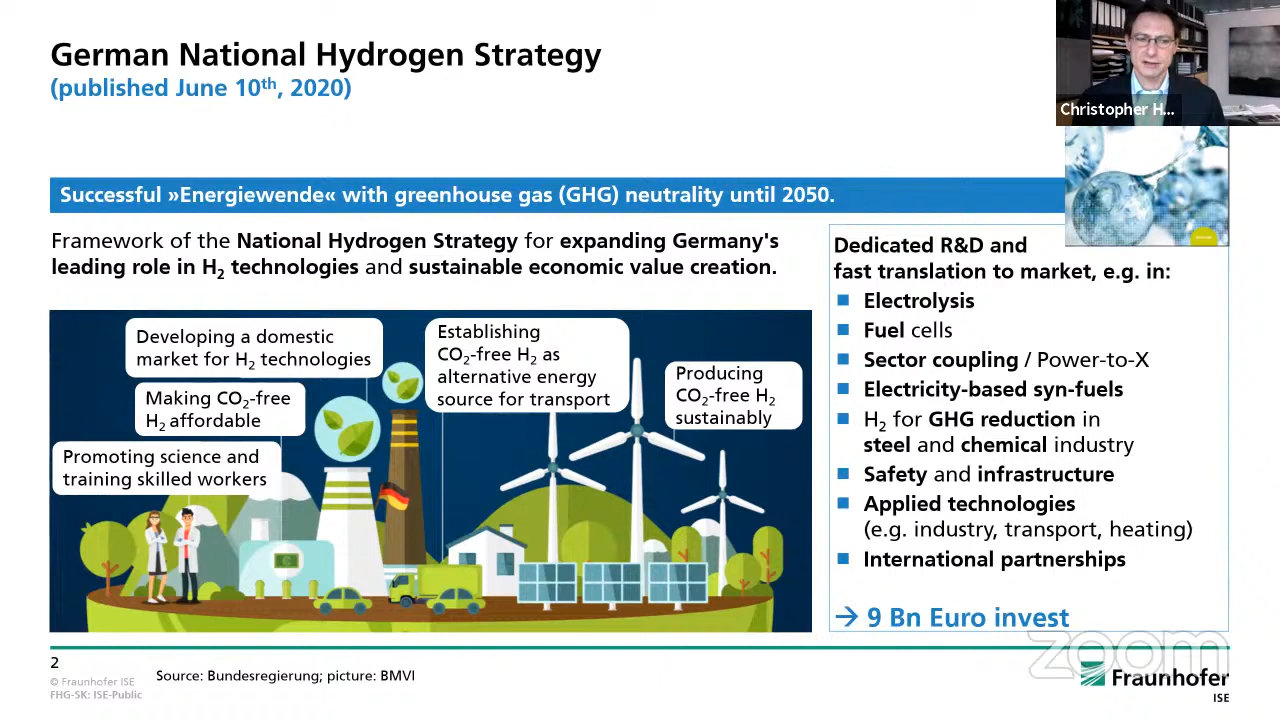 German National Hydrogen Strategy
(published June 10th, 2020)
Christopher H...
Successful »Energiewende« with greenhouse gas (GHG) neutrality until 2050.
Framework of the National Hydrogen Strategy for expanding Germany's
leading role in H2 technologies and sustainable economic value creation.
Developing a domestic
market for H2 technologies
Making CO2-free
H2 affordable
Promoting science and
training skilled workers
Establishing
CO2-free H2 as
alternative energy
source for transport
Producing
CO2-free H2
sustainably
Dedicated R&D and
fast translation to market, e.g. in:
Electrolysis
Fuel cells
Sector coupling / Power-to-X
Electricity-based syn-fuels
H2 for GHG reduction in
steel and chemical industry
Safety and infrastructure
Applied technologies
(e.g. industry, transport, heating)
International partnerships
→ 9 Bn Euro invest
zoom
2
© Fraunhofer ISE
FHG-SK: ISE-Public
Source: Bundesregierung; picture: BMVI
Fraunhofer
ISE